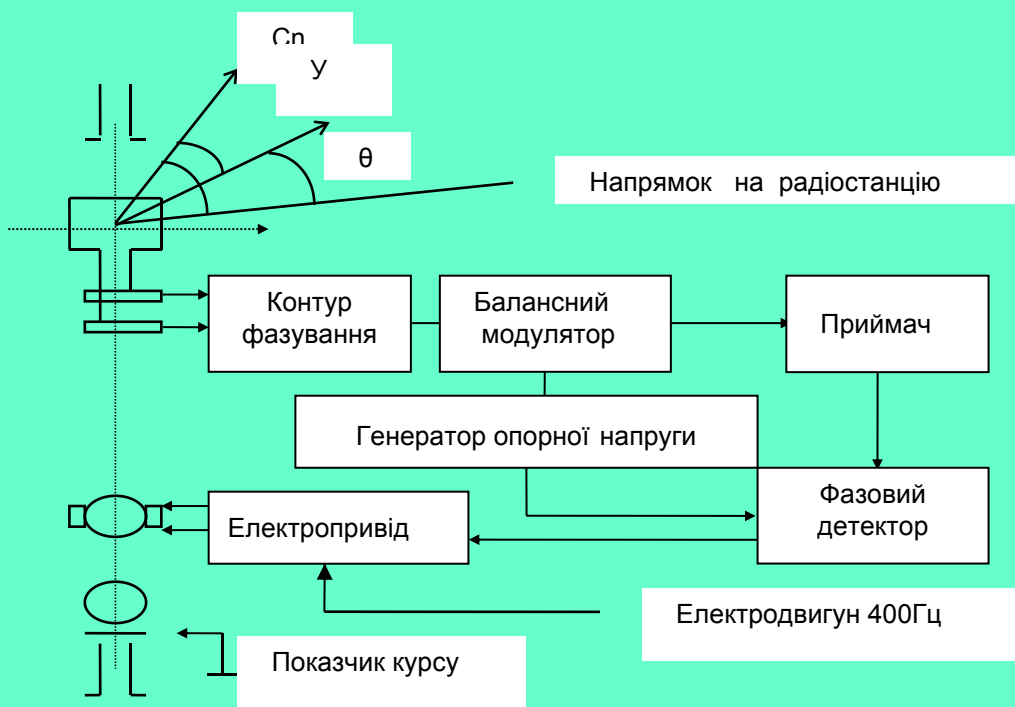 Сп
У
θ
Напрямок на радіостанцію
Контур
фазування
Балансний
модулятор
Приймач
Генератор опорної напруги
Фазовий
детектор
Електропривід
Електродвигун 400Гц
Показчик курсу